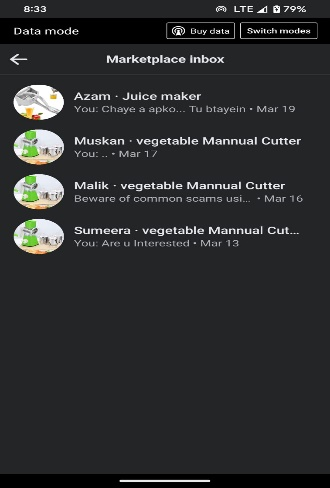 8:33 LTE 79%
Data mode Buy data Switch modes
Marketplace inbox
Azam · Juice maker
You: Chaye a apko... Tu btayein • Mar 19
Muskan · vegetable Mannual Cutter
You: .. • Mar 17
Malik · vegetable Mannual Cutter
Beware of common scams usi... • Mar 16
Sumeera · vegetable Mannual Cut...
You: Are u Interested • Mar 13